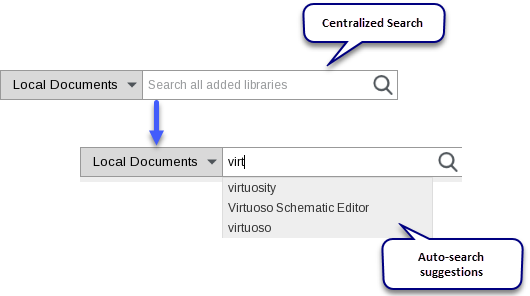 Centralized Search
Local Documents
Search all added libraries
Local Documents
virt
virtuosity
Virtuoso Schematic Editor
virtuoso
Auto-search
suggestions